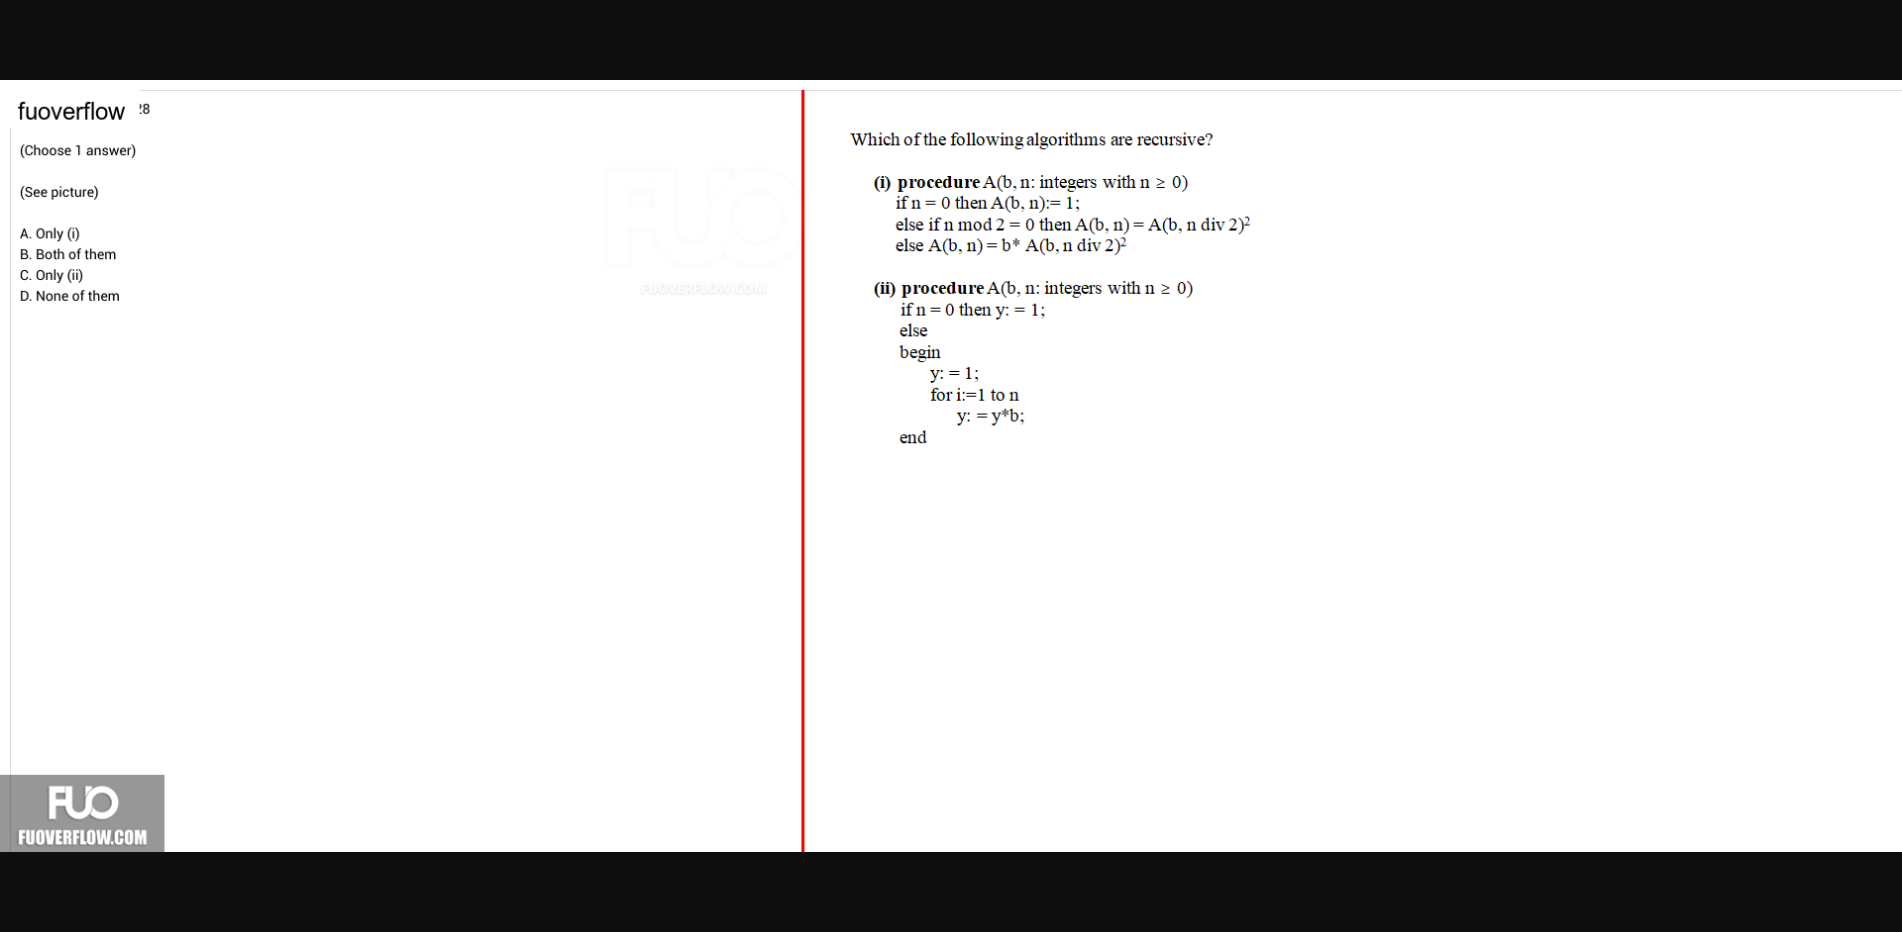 fuoverflow
28
(Choose 1 answer)
(See picture)
A. Only (i)
B. Both of them
C. Only (ii)
D. None of them
FUO
FUOVERFLOW.COM
Which of the following algorithms are recursive?
(i) procedure A(b, n: integers with n ≥ 0)
if n = 0 then A(b, n):= 1;
else if n mod 2 = 0 then A(b, n) = A(b, n div 2)²
else A(b, n) = b* A(b, n div 2)²
(ii) procedure A(b, n: integers with n ≥ 0)
if n = 0 then y: = 1;
else
begin
y: = 1;
for i:=1 to n
y: = y*b;
end
FUO
FUOVERFLOW.COM